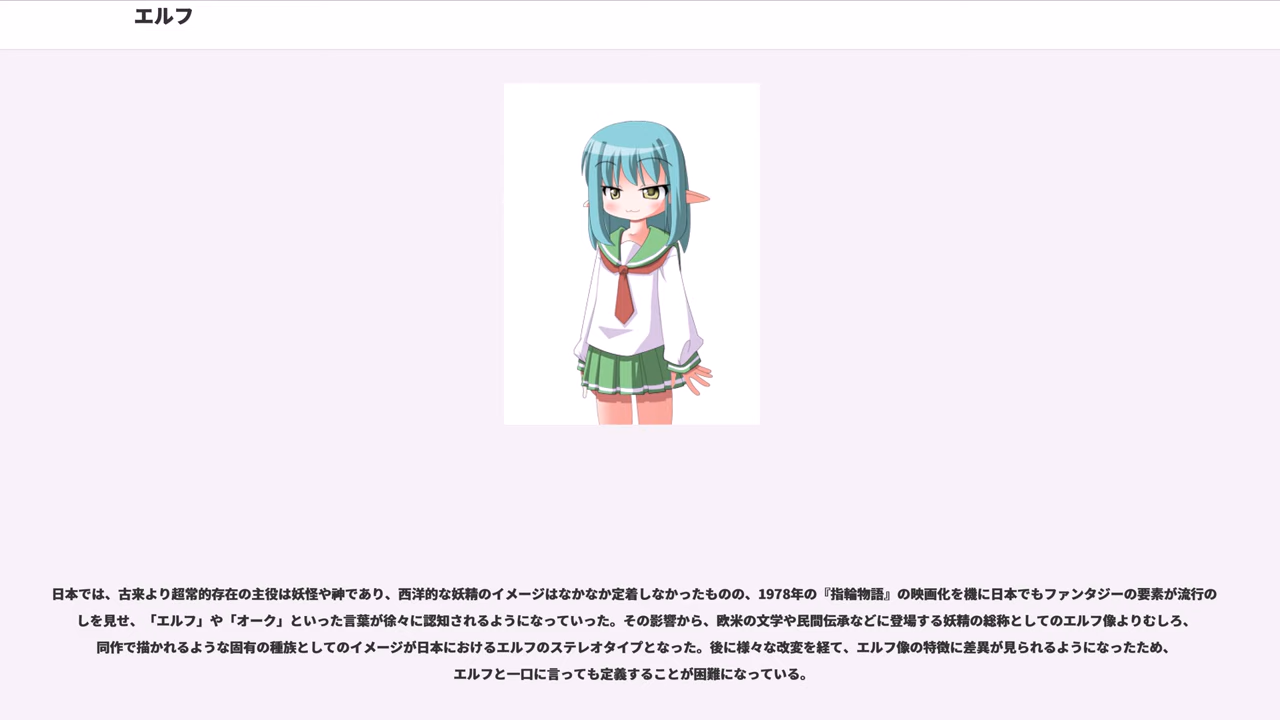 エルフ
日本では、古来より超常的存在の主役は妖怪や神であり、西洋的な妖精のイメージはなかなか定着しなかったものの、1978年の『指輪物語』の映画化を機に日本でもファンタジーの要素が流行の
しを見せ、「エルフ」や「オーク」といった言葉が徐々に認知されるようになっていった。その影響から、欧米の文学や民間伝承などに登場する妖精の総称としてのエルフ像よりむしろ、
同作で描かれるような固有の種族としてのイメージが日本におけるエルフのステレオタイプとなった。後に様々な改変を経て、エルフ像の特徴に差異が見られるようになったため、
エルフと一口に言っても定義することが困難になっている。